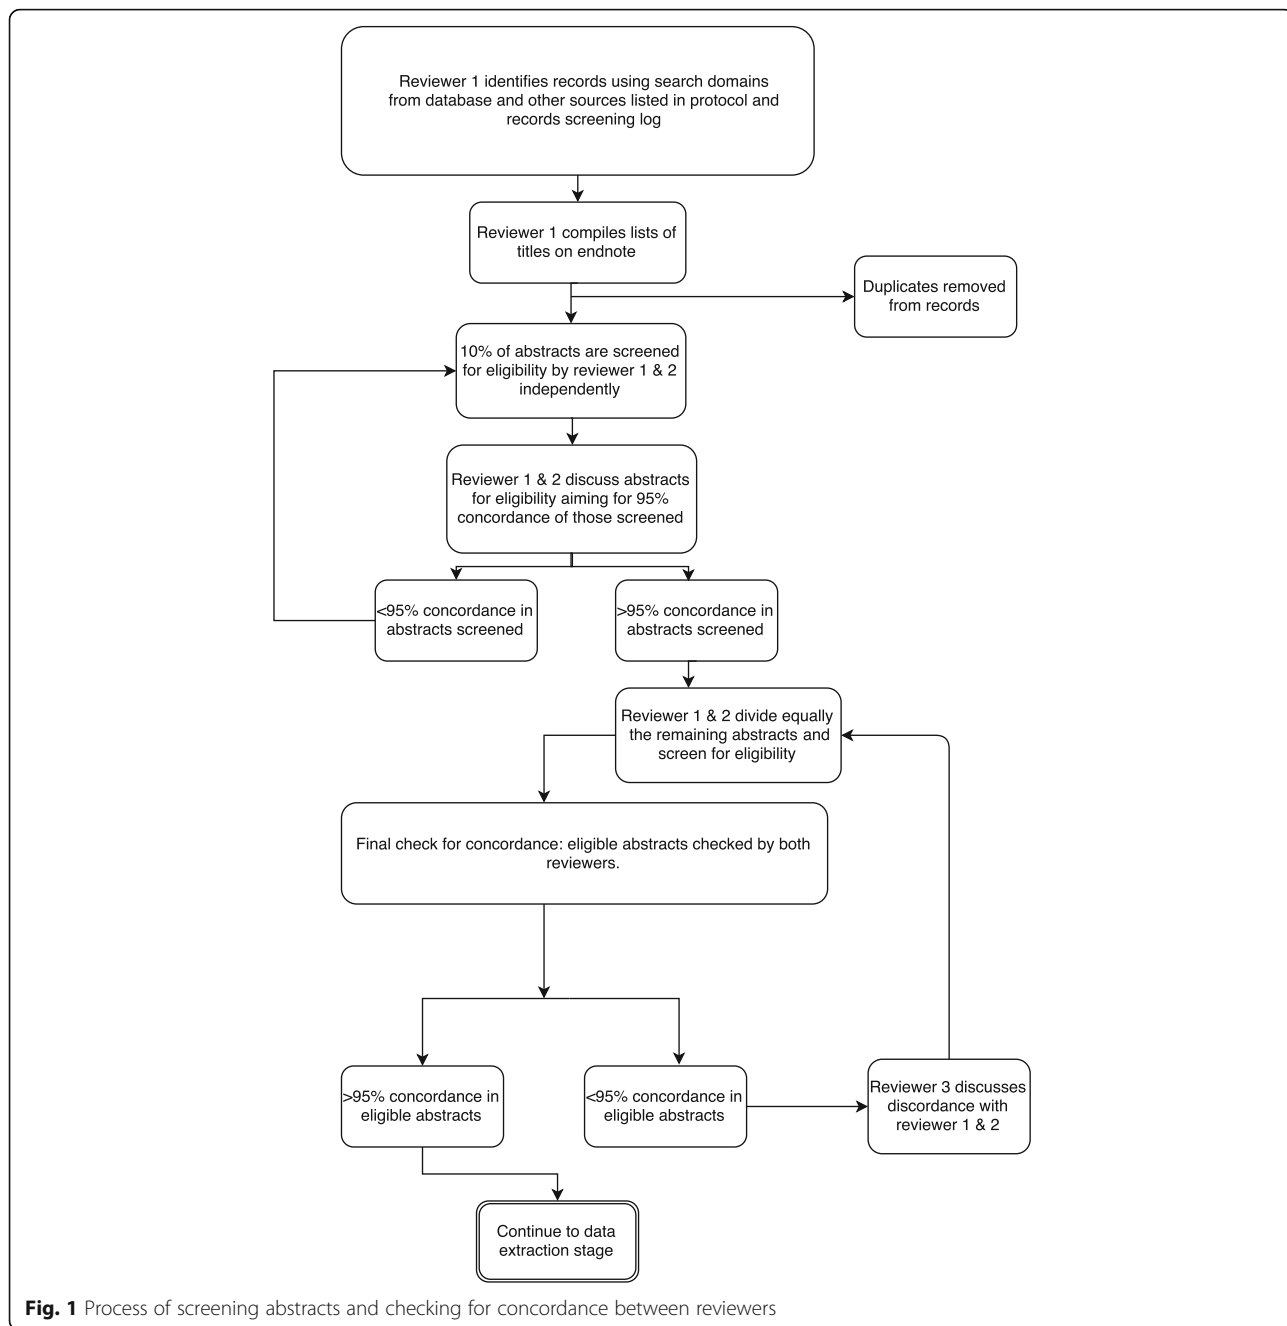 Reviewer 1 identifies records using search domains
from database and other sources listed in protocol and
records screening log
Reviewer 1 compiles lists of
titles on endnote
Duplicates removed
from records
10% of abstracts are screened
for eligibility by reviewer 1 & 2
independently
Reviewer 1 & 2 discuss abstracts
for eligibility aiming for 95%
concordance of those screened
<95% concordance in
abstracts screened
>95% concordance in
abstracts screened
Reviewer 1 & 2 divide equally
the remaining abstracts and
screen for eligibility
Final check for concordance: eligible abstracts checked by both
reviewers.
>95% concordance in
eligible abstracts
<95% concordance in
eligible abstracts
Reviewer 3 discusses
discordance with
reviewer 1 & 2
Continue to data
extraction stage
Fig. 1 Process of screening abstracts and checking for concordance between reviewers